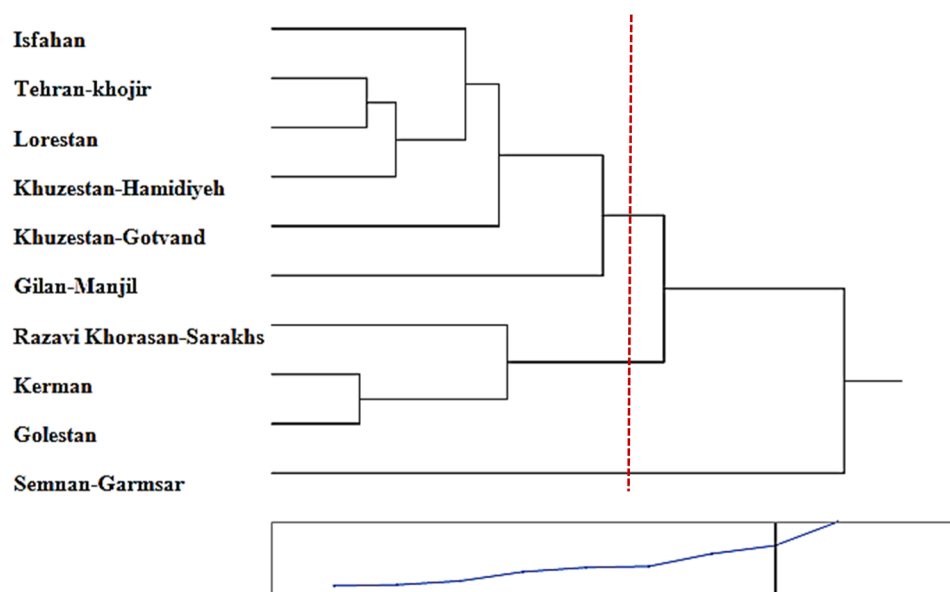 Isfahan
Tehran-khojir
Lorestan
Khuzestan-Hamidiyeh
Khuzestan-Gotvand
Gilan-Manjil
Razavi Khorasan-Sarakhs
Kerman
Golestan
Semnan-Garmsar